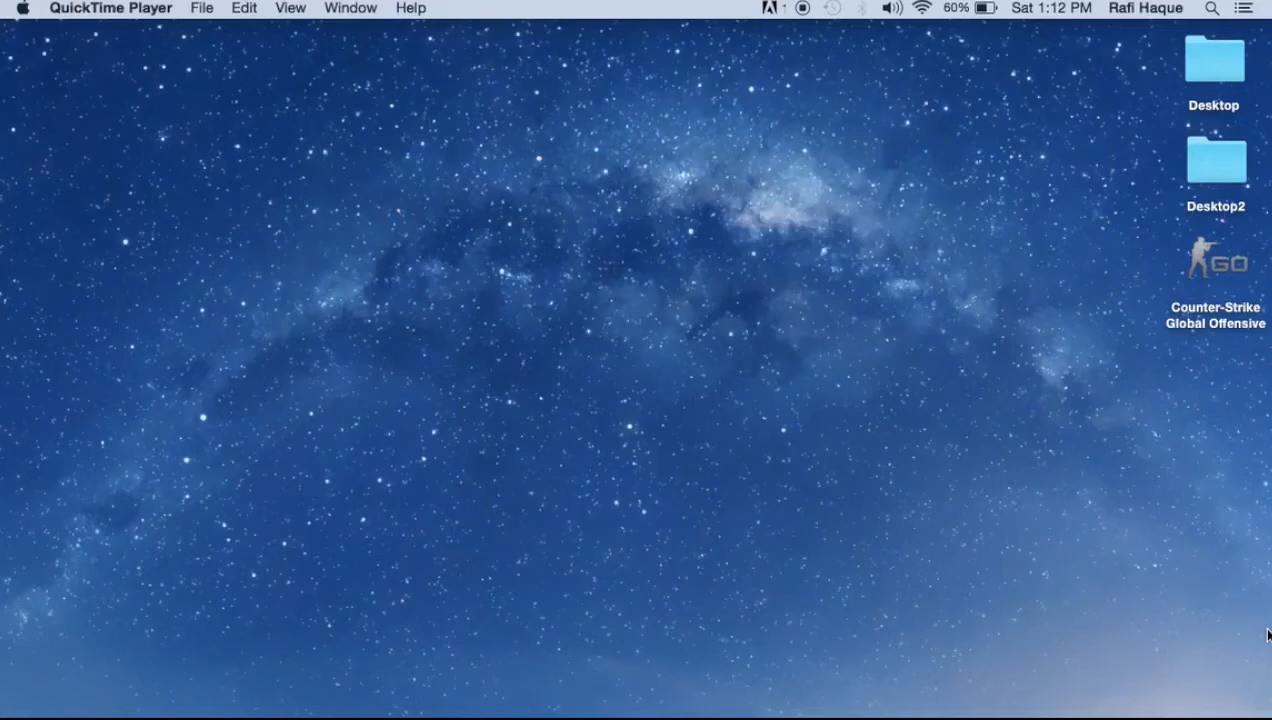 QuickTime Player File Edit View Window Help 60% Sat 1:12 PM Rafi Haque
Desktop
Desktop2
GO
Counter-Strike
Global Offensive